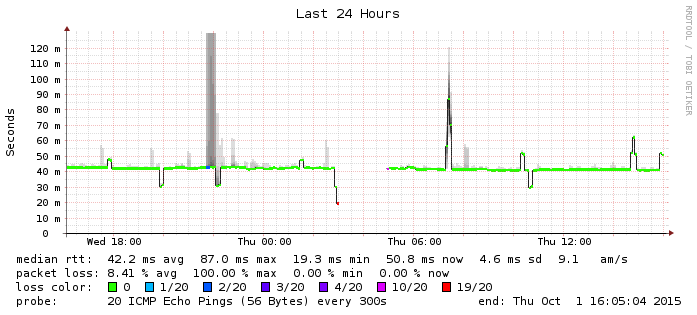 Last 24 Hours
RRDTOOL / TOBI OETIKER
Seconds
120 m
110 m
100 m
90 m
80 m
70 m
60 m
50 m
40 m
30 m
20 m
10 m
0
Wed 18:00 Thu 00:00 Thu 06:00 Thu 12:00
median rtt: 42.2 ms avg 87.0 ms max 19.3 ms min 50.8 ms now 4.6 ms sd 9.1 am/s
packet loss: 8.41 % avg 100.00 % max 0.00 % min 0.00 % now
loss color: 0 1/20 2/20 3/20 4/20 10/20 19/20
probe: 20 ICMP Echo Pings (56 Bytes) every 300s end: Thu Oct 1 16:05:04 2015